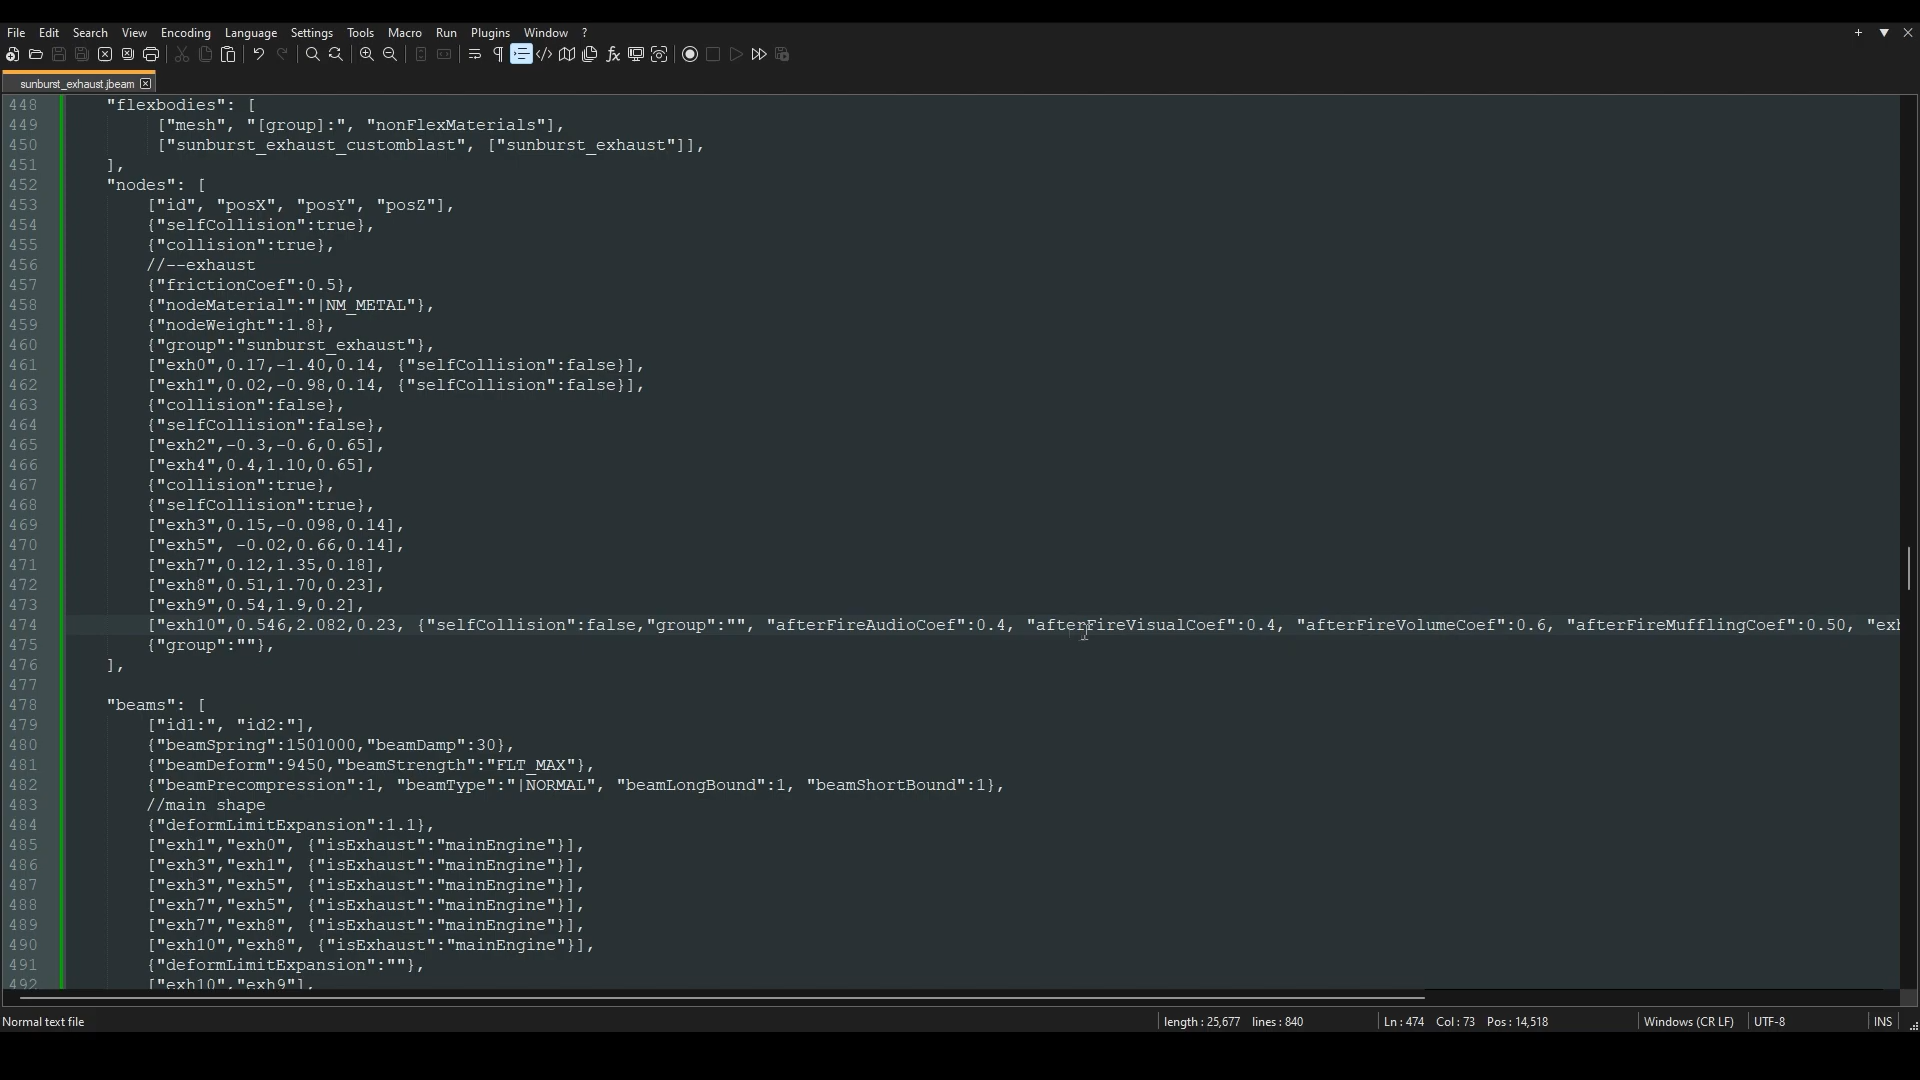 File Edit Search View Encoding Language Settings Tools Macro Run Plugins Window ?
sunburst_exhaust.jbeam
448 "flexbodies": [
449 ["mesh", "[group]:", "nonFlexMaterials"],
450 ["sunburst_exhaust_customblast", ["sunburst_exhaust"]],
451 ],
452 "nodes": [
453 ["id", "posX", "posY", "posZ"],
454 {"selfCollision":true},
455 {"collision":true},
456 //--exhaust
457 {"frictionCoef":0.5},
458 {"nodeMaterial":"|NM_METAL"},
459 {"nodeWeight":1.8},
460 {"group":"sunburst_exhaust"},
461 ["exh0",0.17,-1.40,0.14, {"selfCollision":false}],
462 ["exh1",0.02,-0.98,0.14, {"selfCollision":false}],
463 {"collision":false},
464 {"selfCollision":false},
465 ["exh2",-0.3,-0.6,0.65],
466 ["exh4",0.4,1.10,0.65],
467 {"collision":true},
468 {"selfCollision":true},
469 ["exh3",0.15,-0.098,0.14],
470 ["exh5", -0.02,0.66,0.14],
471 ["exh7",0.12,1.35,0.18],
472 ["exh8",0.51,1.70,0.23],
473 ["exh9",0.54,1.9,0.2],
474 ["exh10",0.546,2.082,0.23, {"selfCollision":false,"group":"", "afterFireAudioCoef":0.4, "afterFireVisualCoef":0.4, "afterFireVolumeCoef":0.6, "afterFireMufflingCoef":0.50, "exh
475 {"group":""},
476 ],
477
478 "beams": [
479 ["id1:", "id2:"],
480 {"beamSpring":1501000,"beamDamp":30},
481 {"beamDeform":9450,"beamStrength":"FLT_MAX"},
482 {"beamPrecompression":1, "beamType":"|NORMAL", "beamLongBound":1, "beamShortBound":1},
483 //main shape
484 {"deformLimitExpansion":1.1},
485 ["exh1","exh0", {"isExhaust":"mainEngine"}],
486 ["exh3","exh1", {"isExhaust":"mainEngine"}],
487 ["exh3","exh5", {"isExhaust":"mainEngine"}],
488 ["exh7","exh5", {"isExhaust":"mainEngine"}],
489 ["exh7","exh8", {"isExhaust":"mainEngine"}],
490 ["exh10","exh8", {"isExhaust":"mainEngine"}],
491 {"deformLimitExpansion":""},
492 ["exh10","exh9"],
Normal text file length : 25,677 lines : 840 Ln : 474 Col : 73 Pos : 14,518 Windows (CR LF) UTF-8 INS